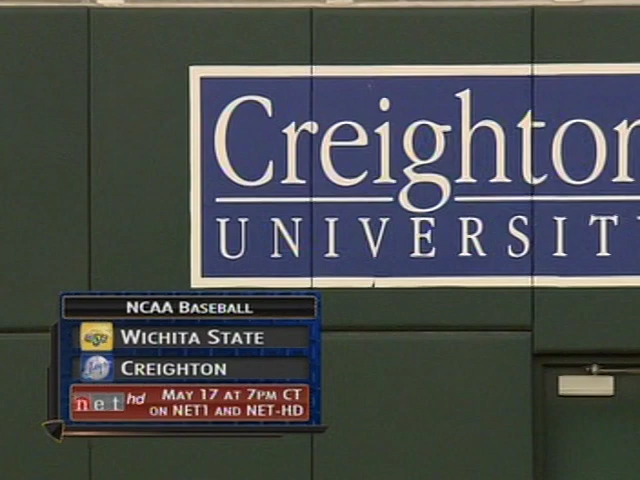 Creighton
UNIVERSIT
NCAA BASEBALL
WICHITA STATE
CREIGHTON
net hd
MAY 17 AT 7PM CT
ON NET1 AND NET-HD